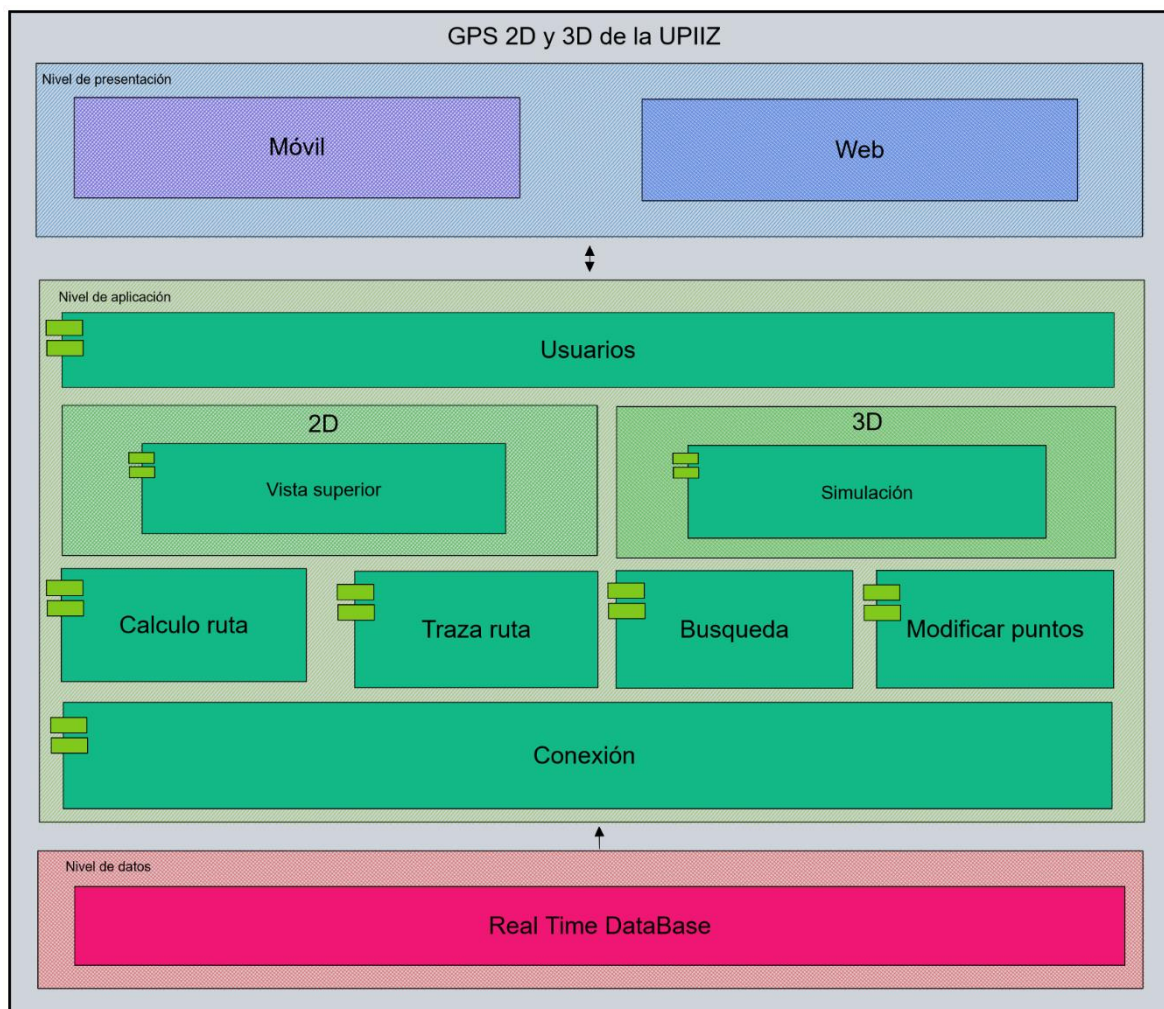 GPS 2D y 3D de la UPIIZ
Nivel de presentación
Móvil
Web
Nivel de aplicación
Usuarios
2D
Vista superior
3D
Simulación
Calculo ruta
Traza ruta
Busqueda
Modificar puntos
Conexión
Nivel de datos
Real Time DataBase